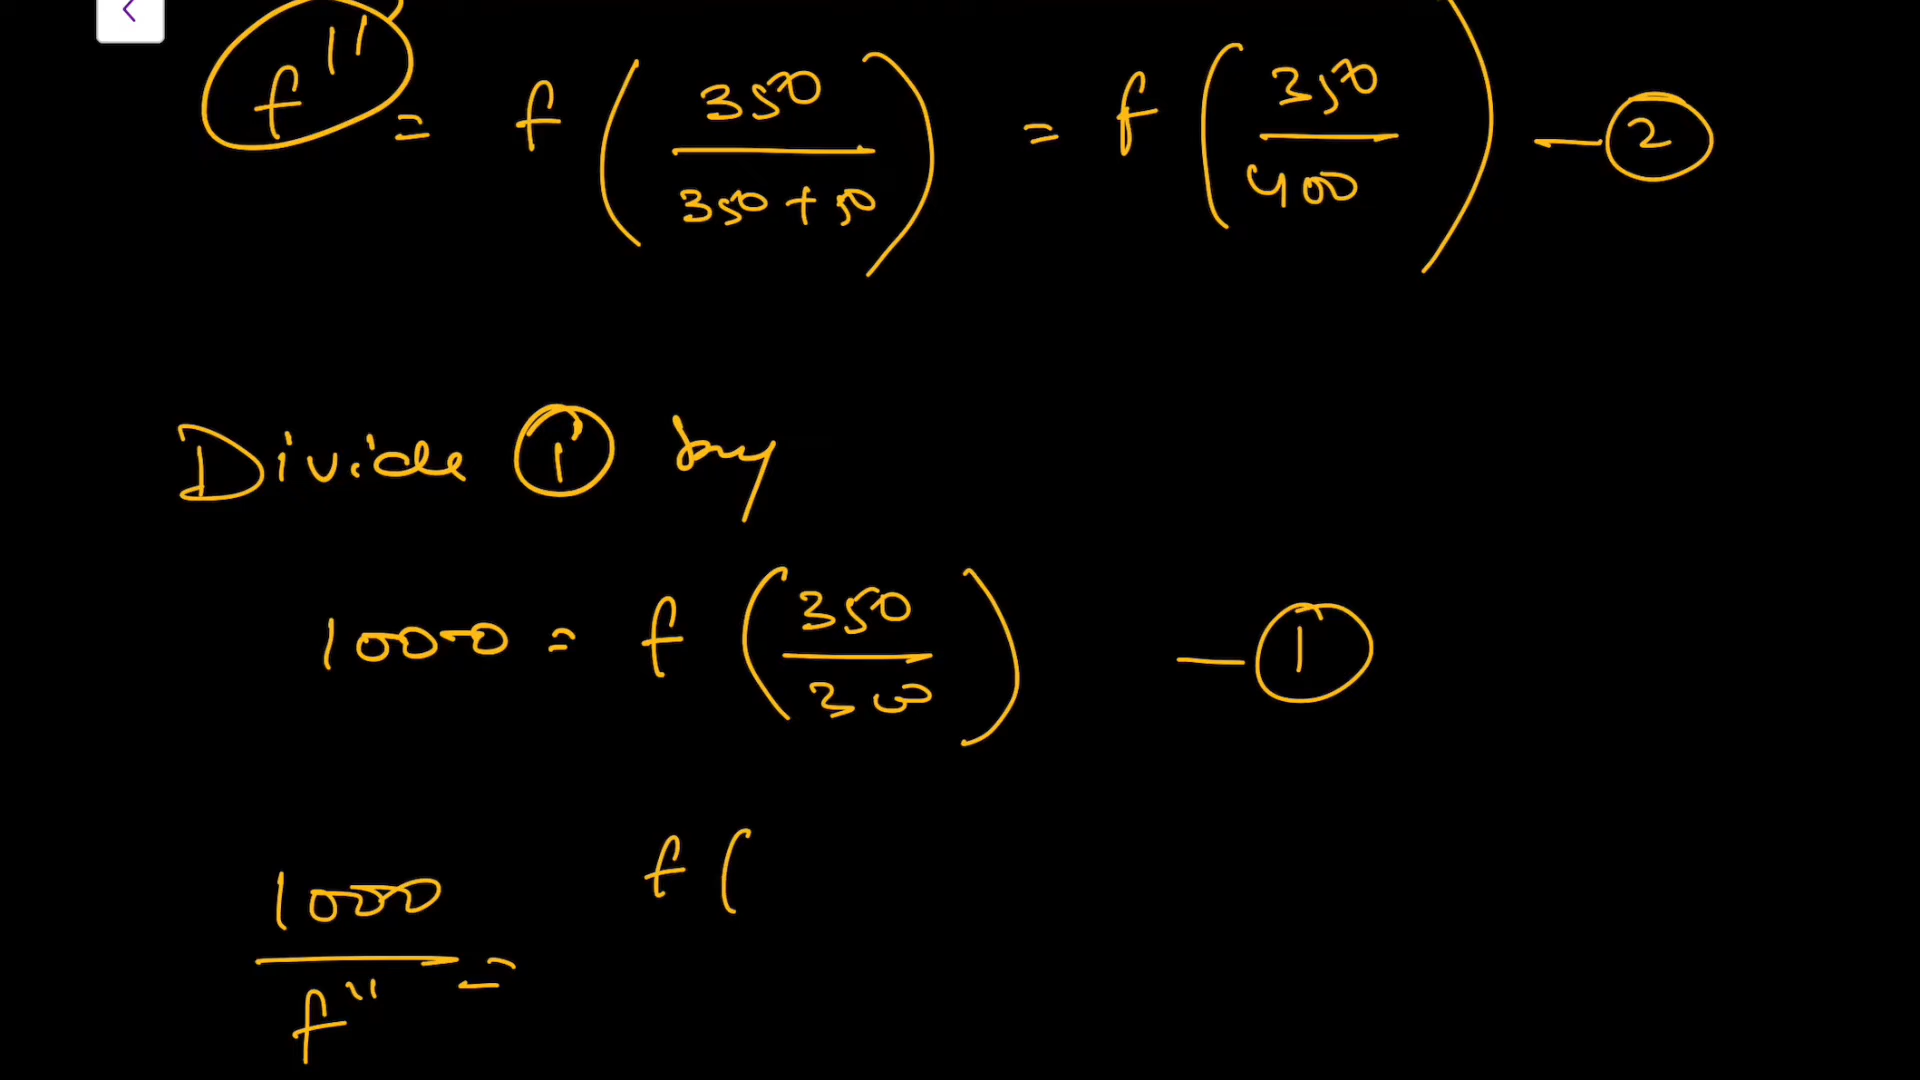 f'' = f ( 350 / 350 + 50 ) = f ( 350 / 400 ) — 2
Divide 1 by
1000 = f ( 350 / 300 ) — 1
1000 / f'' = f (